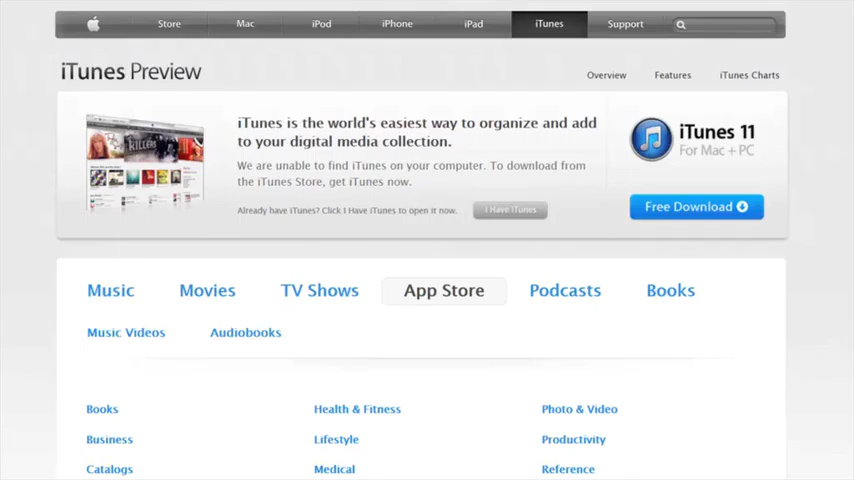 Store Mac iPod iPhone iPad iTunes Support
iTunes Preview
Overview Features iTunes Charts
iTunes is the world's easiest way to organize and add
to your digital media collection.
We are unable to find iTunes on your computer. To download from
the iTunes Store, get iTunes now.
Already have iTunes? Click I Have iTunes to open it now.
I Have iTunes
iTunes 11
For Mac + PC
Free Download
KILLERS
Music Movies TV Shows App Store Podcasts Books
Music Videos Audiobooks
Books Health & Fitness Photo & Video
Business Lifestyle Productivity
Catalogs Medical Reference